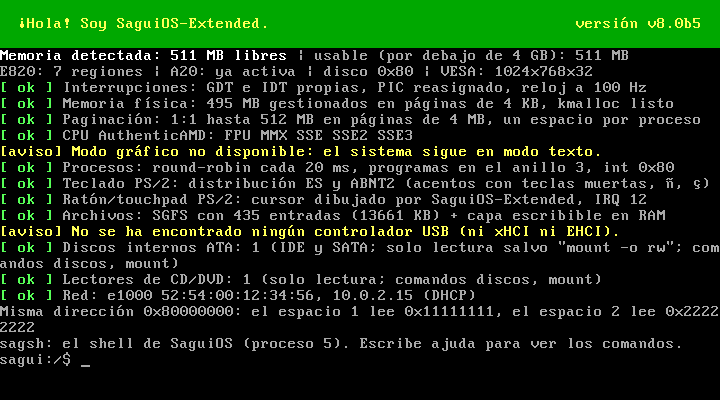 ¡Hola! Soy SaguiOS-Extended. versión v8.0b5
Memoria detectada: 511 MB libres | usable (por debajo de 4 GB): 511 MB
E820: 7 regiones | A20: ya activa | disco 0x80 | VESA: 1024x768x32
[ ok ] Interrupciones: GDT e IDT propias, PIC reasignado, reloj a 100 Hz
[ ok ] Memoria física: 495 MB gestionados en páginas de 4 KB, kmalloc listo
[ ok ] Paginación: 1:1 hasta 512 MB en páginas de 4 MB, un espacio por proceso
[ ok ] CPU AuthenticAMD: FPU MMX SSE SSE2 SSE3
[aviso] Modo gráfico no disponible: el sistema sigue en modo texto.
[ ok ] Procesos: round-robin cada 20 ms, programas en el anillo 3, int 0x80
[ ok ] Teclado PS/2: distribución ES y ABNT2 (acentos con teclas muertas, ñ, ç)
[ ok ] Ratón/touchpad PS/2: cursor dibujado por SaguiOS-Extended, IRQ 12
[ ok ] Archivos: SGFS con 435 entradas (13661 KB) + capa escribible en RAM
[aviso] No se ha encontrado ningún controlador USB (ni xHCI ni EHCI).
[ ok ] Discos internos ATA: 1 (IDE y SATA; solo lectura salvo "mount -o rw"; com
andos discos, mount)
[ ok ] Lectores de CD/DVD: 1 (solo lectura; comandos discos, mount)
[ ok ] Red: e1000 52:54:00:12:34:56, 10.0.2.15 (DHCP)
Misma dirección 0x80000000: el espacio 1 lee 0x11111111, el espacio 2 lee 0x2222
2222
sagsh: el shell de SaguiOS (proceso 5). Escribe ayuda para ver los comandos.
sagui:/$ _